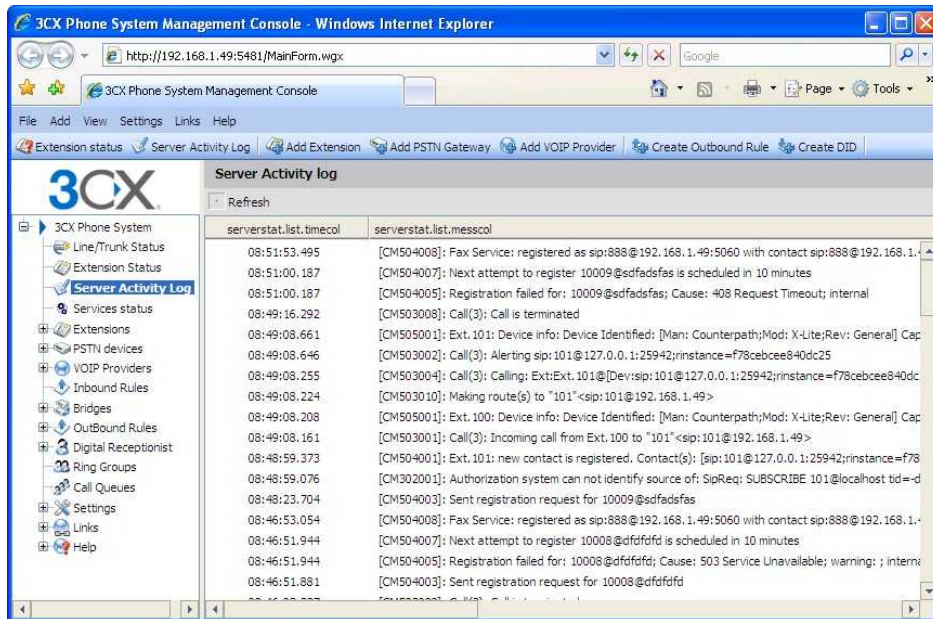 3CX Phone System Management Console - Windows Internet Explorer
http://192.168.1.49:5481/MainForm.wgx
Google
3CX Phone System Management Console
Page
Tools
File Add View Settings Links Help
Extension status Server Activity Log Add Extension Add PSTN Gateway Add VOIP Provider Create Outbound Rule Create DID
3CX
Server Activity log
Refresh
3CX Phone System
Line/Trunk Status
Extension Status
Server Activity Log
Services status
Extensions
PSTN devices
VOIP Providers
Inbound Rules
Bridges
OutBound Rules
Digital Receptionist
Ring Groups
Call Queues
Settings
Links
Help
serverstat.list.timecol serverstat.list.messcol
08:51:53.495 [CM504008]: Fax Service: registered as sip:888@192.168.1.49:5060 with contact sip:888@192.168.1.
08:51:00.187 [CM504007]: Next attempt to register 10009@sdfadsfas is scheduled in 10 minutes
08:51:00.187 [CM504005]: Registration failed for: 10009@sdfadsfas; Cause: 408 Request Timeout; internal
08:49:16.292 [CM503008]: Call(3): Call is terminated
08:49:08.661 [CM505001]: Ext.101: Device info: Device Identified: [Man: Counterpath;Mod: X-Lite;Rev: General] Cap
08:49:08.646 [CM503002]: Call(3): Alerting sip:101@127.0.0.1:25942;rinstance=f78cebcee840dc25
08:49:08.255 [CM503004]: Call(3): Calling: Ext:Ext.101@[Dev:sip:101@127.0.0.1:25942;rinstance=f78cebcee840dc
08:49:08.224 [CM503010]: Making route(s) to "101"<sip:101@192.168.1.49>
08:49:08.208 [CM505001]: Ext.100: Device info: Device Identified: [Man: Counterpath;Mod: X-Lite;Rev: General] Cap
08:49:08.161 [CM503001]: Call(3): Incoming call from Ext.100 to "101"<sip:101@192.168.1.49>
08:48:59.373 [CM504001]: Ext.101: new contact is registered. Contact(s): [sip:101@127.0.0.1:25942;rinstance=f78
08:48:59.076 [CM302001]: Authorization system can not identify source of: SipReq: SUBSCRIBE 101@localhost tid=-d
08:48:23.704 [CM504003]: Sent registration request for 10009@sdfadsfas
08:46:53.054 [CM504008]: Fax Service: registered as sip:888@192.168.1.49:5060 with contact sip:888@192.168.1.
08:46:51.944 [CM504007]: Next attempt to register 10008@dfdfdfd is scheduled in 10 minutes
08:46:51.944 [CM504005]: Registration failed for: 10008@dfdfdfd; Cause: 503 Service Unavailable; warning: ; interna
08:46:51.881 [CM504003]: Sent registration request for 10008@dfdfdfd